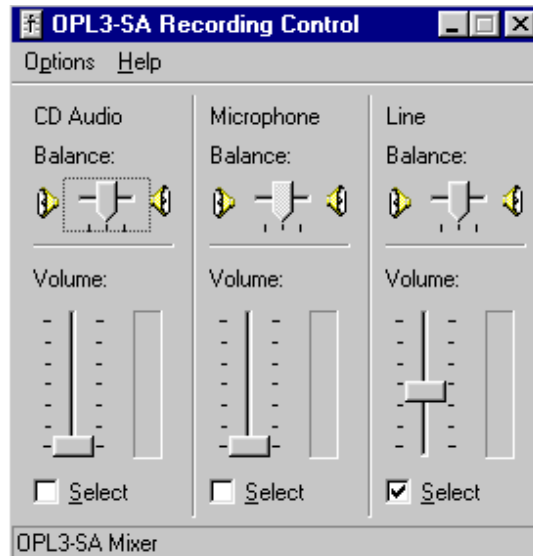 OPL3-SA Recording Control
Options Help
CD Audio
Balance:
Volume:
Select
Microphone
Balance:
Volume:
Select
Line
Balance:
Volume:
Select
OPL3-SA Mixer